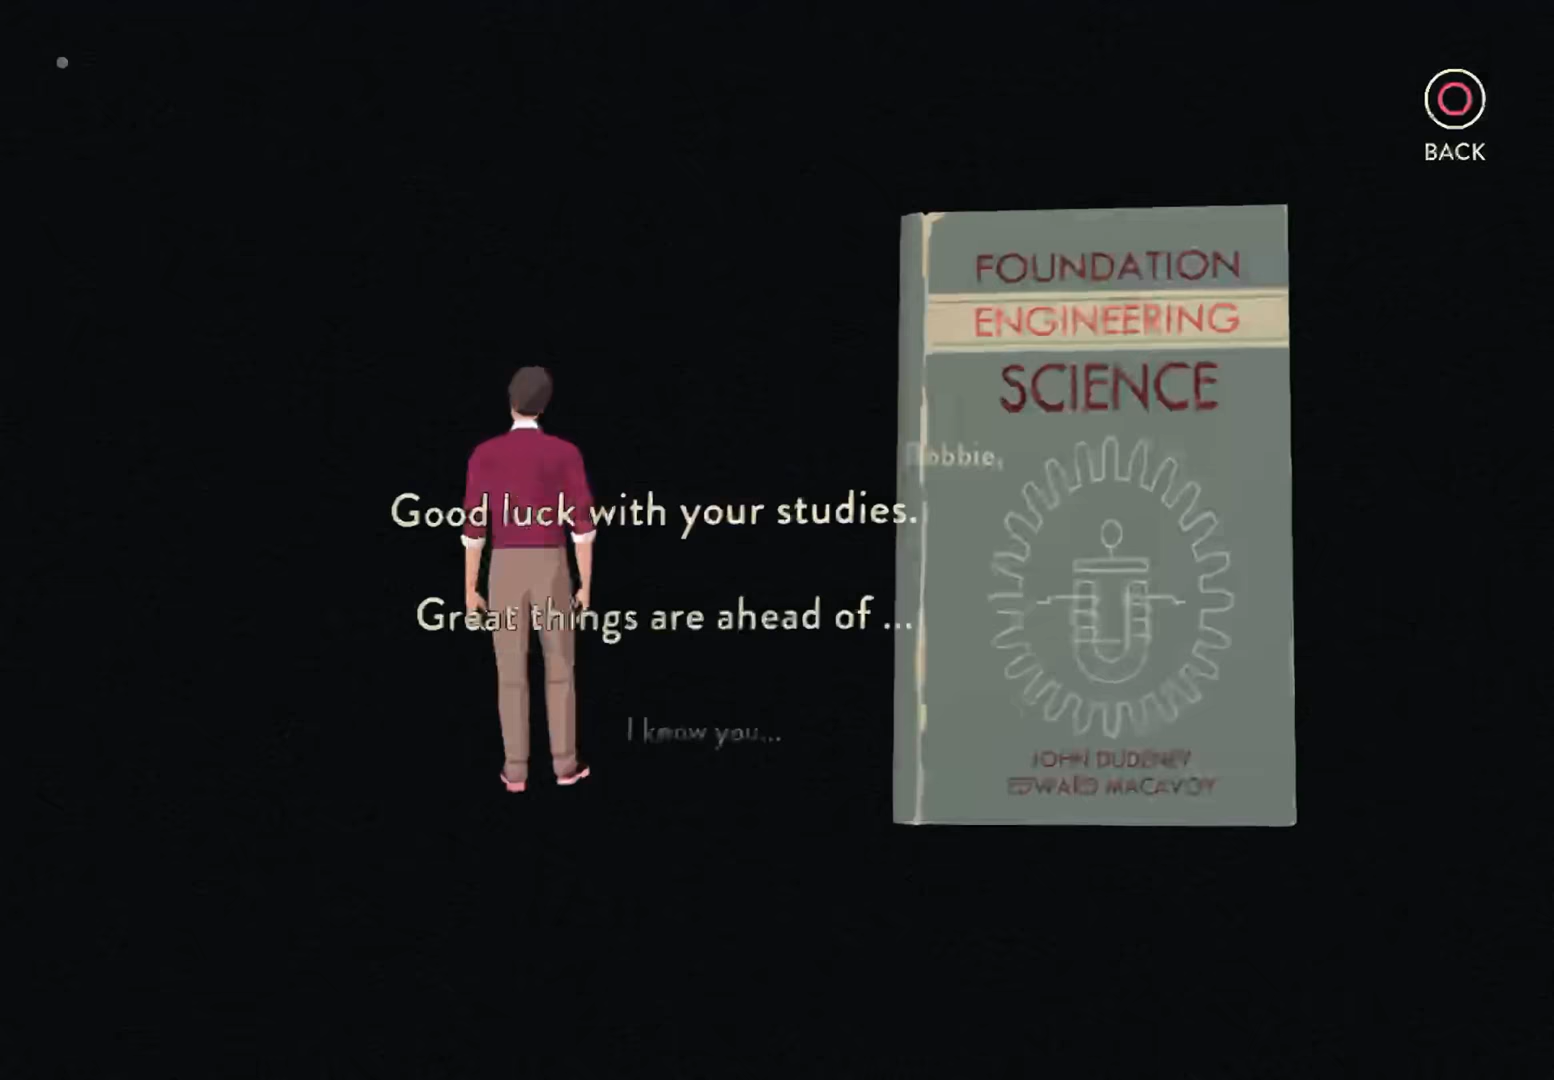 BACK
FOUNDATION
ENGINEERING
SCIENCE
Robbie,
Good luck with your studies.
Great things are ahead of ...
I know you...
JOHN DUDENEY
EDWARD MACAVOY